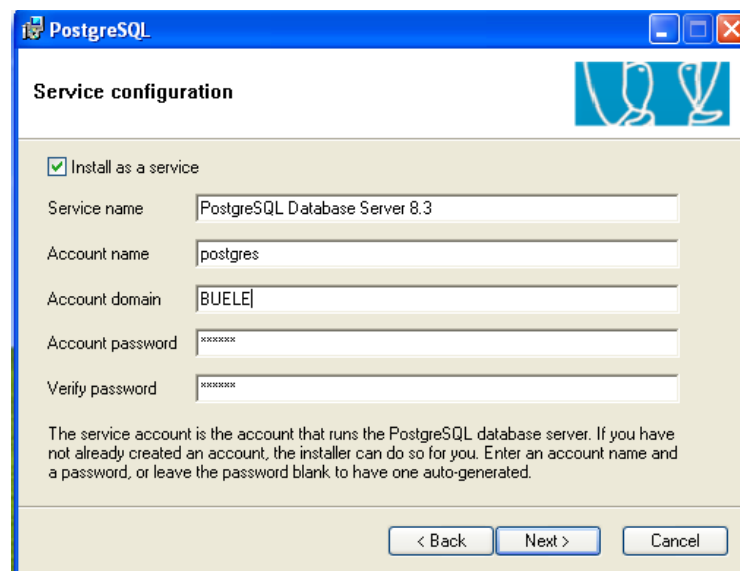 PostgreSQL
Service configuration
Install as a service
Service name PostgreSQL Database Server 8.3
Account name postgres
Account domain BUELE
Account password ******
Verify password ******
The service account is the account that runs the PostgreSQL database server. If you have
not already created an account, the installer can do so for you. Enter an account name and
a password, or leave the password blank to have one auto-generated.
< Back Next > Cancel